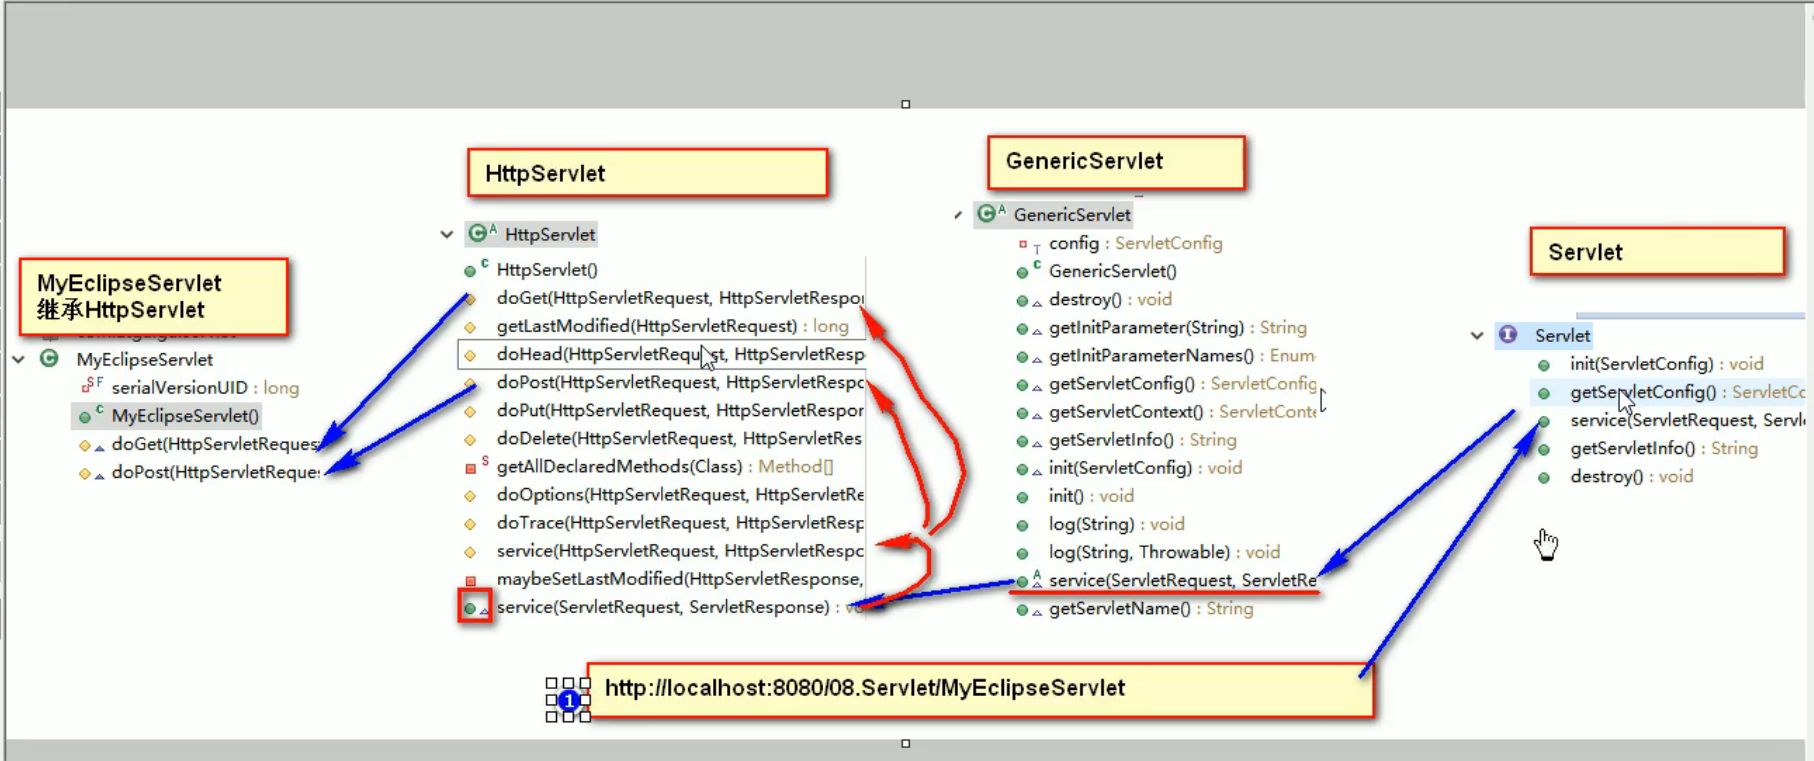 MyEclipseServlet
继承HttpServlet
MyEclipseServlet
serialVersionUID : long
MyEclipseServlet()
doGet(HttpServletRequest
doPost(HttpServletReque
HttpServlet
HttpServlet
HttpServlet()
doGet(HttpServletRequest, HttpServletRespo
getLastModified(HttpServletRequest) : long
doHead(HttpServletRequest, HttpServletResp
doPost(HttpServletRequest, HttpServletRespo
doPut(HttpServletRequest, HttpServletRespor
doDelete(HttpServletRequest, HttpServletRes
getAllDeclaredMethods(Class) : Method[]
doOptions(HttpServletRequest, HttpServletRe
doTrace(HttpServletRequest, HttpServletResp
service(HttpServletRequest, HttpServletRespo
maybeSetLastModified(HttpServletResponse,
service(ServletRequest, ServletResponse) : vo
GenericServlet
GenericServlet
config : ServletConfig
GenericServlet()
destroy() : void
getInitParameter(String) : String
getInitParameterNames() : Enum
getServletConfig() : ServletConfig
getServletContext() : ServletConte
getServletInfo() : String
init(ServletConfig) : void
init() : void
log(String) : void
log(String, Throwable) : void
service(ServletRequest, ServletRe
getServletName() : String
Servlet
Servlet
init(ServletConfig) : void
getServletConfig() : ServletCo
service(ServletRequest, Servle
getServletInfo() : String
destroy() : void
1
http://localhost:8080/08.Servlet/MyEclipseServlet